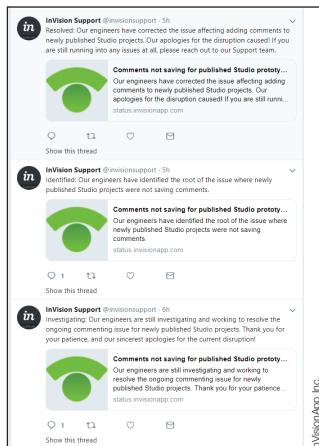 in
InVision Support @invisionsupport · 5h
Resolved: Our engineers have corrected the issue affecting adding comments to
newly published Studio projects. Our apologies for the disruption caused! If you
are still running into any issues at all, please reach out to our Support team.
Comments not saving for published Studio prototy...
Our engineers have corrected the issue affecting adding
comments to newly published Studio projects. Our
apologies for the disruption caused! If you are still runni...
status.invisionapp.com
Show this thread
in
InVision Support @invisionsupport · 5h
Identified: Our engineers have identified the root of the issue where newly
published Studio projects were not saving comments.
Comments not saving for published Studio prototy...
Our engineers have identified the root of the issue where
newly published Studio projects were not saving
comments.
status.invisionapp.com
1
Show this thread
in
InVision Support @invisionsupport · 6h
Investigating: Our engineers are still investigating and working to resolve the
ongoing commenting issue for newly published Studio projects. Thank you for
your patience, and our sincerest apologies for the current disruption!
Comments not saving for published Studio prototy...
Our engineers are still investigating and working to
resolve the ongoing commenting issue for newly
published Studio projects. Thank you for your patience...
status.invisionapp.com
1
Show this thread
InVisionApp Inc.